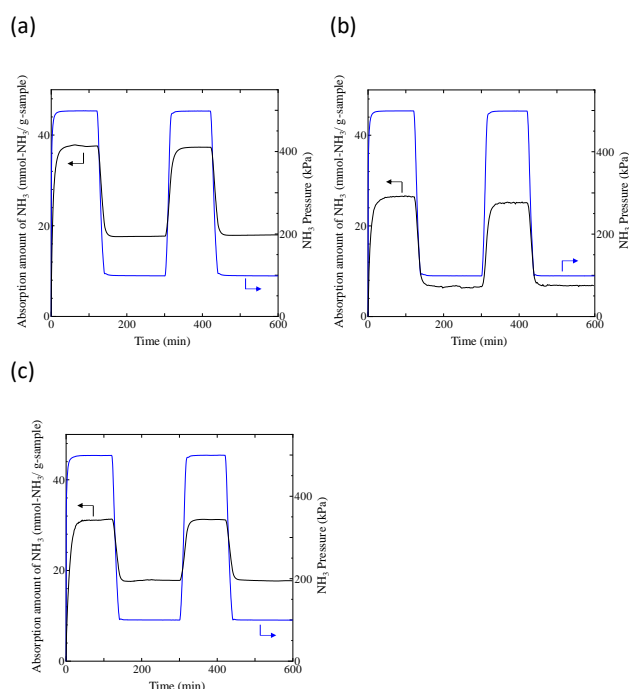 (a)
(b)
Absorption amount of NH₃ (mmol-NH₃/ g-sample)
40
20
0
400
200
0
NH₃ Pressure (kPa)
0
200
400
600
Time (min)
Absorption amount of NH₃ (mmol-NH₃/ g-sample)
40
20
0
400
200
0
NH₃ Pressure (kPa)
0
200
400
600
Time (min)
(c)
Absorption amount of NH₃ (mmol-NH₃/ g-sample)
40
20
0
400
200
0
NH₃ Pressure (kPa)
0
200
400
600
Time (min)